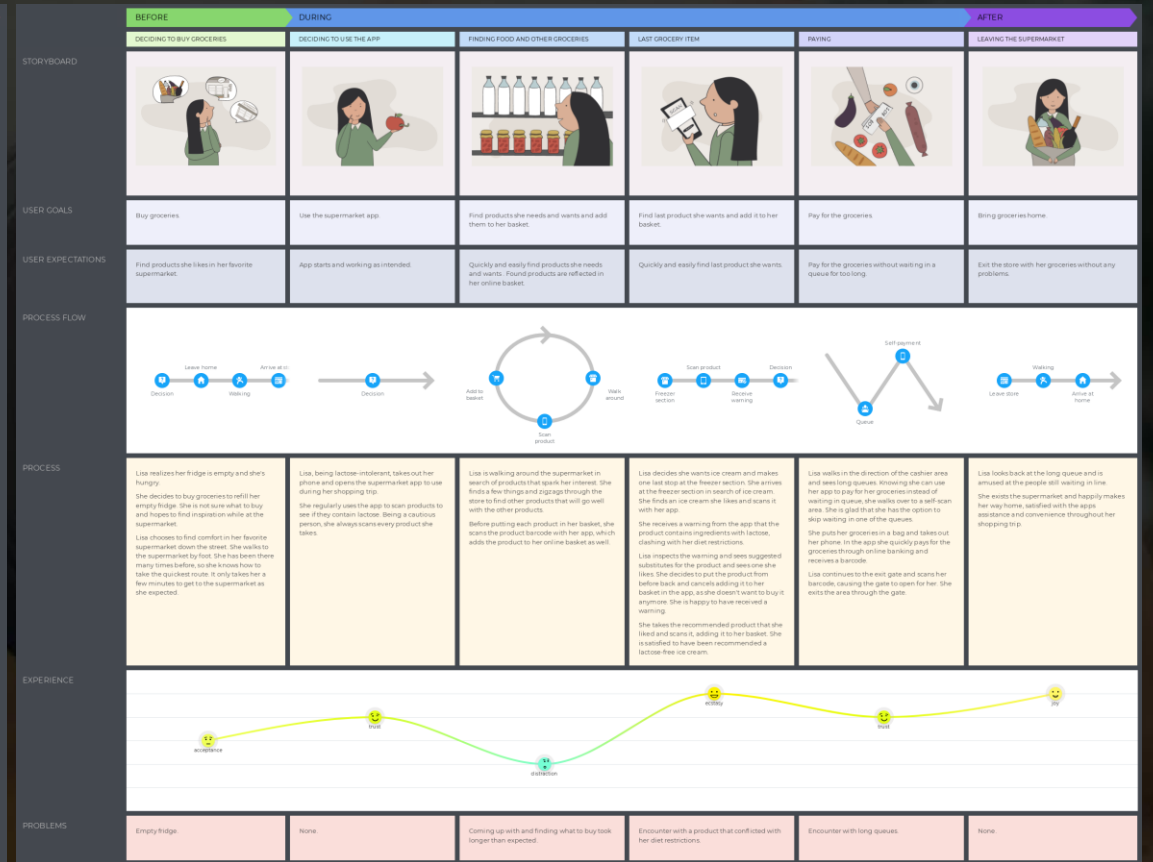 BEFORE
DURING
AFTER
DECIDING TO BUY GROCERIES
DECIDING TO USE THE APP
FINDING FOOD AND OTHER GROCERIES
LAST GROCERY ITEM
PAYING
LEAVING THE SUPERMARKET
STORYBOARD
SCAN
USER GOALS
Buy groceries.
Use the supermarket app.
Find products she needs and wants and add
them to her basket.
Find last product she wants and add it to her
basket.
Pay for the groceries.
Bring groceries home.
USER EXPECTATIONS
Find products she likes in her favorite
supermarket.
App starts and working as intended.
Quickly and easily find products she needs
and wants. Found products are reflected in
her online basket.
Quickly and easily find last product she wants.
Pay for the groceries without waiting in a
queue for too long.
Exit the store with her groceries without any
problems.
PROCESS FLOW
Decision
Leave home
Walking
Arrive at
Decision
Add to
basket
Walk
around
Scan
product
Freezer
section
Scan product
Receive
warning
Decision
Queue
Self-payment
Leave store
Walking
Arrive at
home
PROCESS
Lisa realizes her fridge is empty and she's
hungry.
She decides to buy groceries to refill her
empty fridge. She is not sure what to buy
and hopes to find inspiration while at the
supermarket.
Lisa chooses to find comfort in her favorite
supermarket down the street. She walks to
the supermarket by foot. She has been there
many times before, so she knows how to
take the quickest route. It only takes her a
few minutes to get to the supermarket as
she expected.
Lisa, being lactose-intolerant, takes out her
phone and opens the supermarket app to use
during her shopping trip.
She regularly uses the app to scan products to
see if they contain lactose. Being a cautious
person, she always scans every product she
takes.
Lisa is walking around the supermarket in
search of products that spark her interest. She
finds a few things and zigzags through the
store to find other products that will go well
with the other products.
Before putting each product in her basket, she
scans the product barcode with her app, which
adds the product to her online basket as well.
Lisa decides she wants ice cream and makes
one last stop at the freezer section. She arrives
at the freezer section in search of ice cream.
She finds an ice cream she likes and scans it
with her app.
She receives a warning from the app that the
product contains ingredients with lactose,
clashing with her diet restrictions.
Lisa inspects the warning and sees suggested
substitutes for the product and sees one she
likes. She decides to put the product from
before back and cancels adding it to her
basket in the app, as she doesn't want to buy it
anymore. She is happy to have received a
warning.
She takes the recommended product that she
liked and scans it, adding it to her basket. She
is satisfied to have been recommended a
lactose-free ice cream.
Lisa walks in the direction of the cashier area
and sees long queues. Knowing she can use
her app to pay for her groceries instead of
waiting in queue, she walks over to a self-scan
area. She is glad that she has the option to
skip waiting in one of the queues.
She puts her groceries in a bag and takes out
her phone. In the app she quickly pays for the
groceries through online banking and
receives a barcode.
Lisa continues to the exit gate and scans her
barcode, causing the gate to open for her. She
exits the area through the gate.
Lisa looks back at the long queue and is
amused at the people still waiting in line.
She exists the supermarket and happily makes
her way home, satisfied with the apps
assistance and convenience throughout her
shopping trip.
EXPERIENCE
acceptance
trust
distraction
ecstasy
trust
joy
PROBLEMS
Empty fridge.
None.
Coming up with and finding what to buy took
longer than expected.
Encounter with a product that conflicted with
her diet restrictions.
Encounter with long queues.
None.